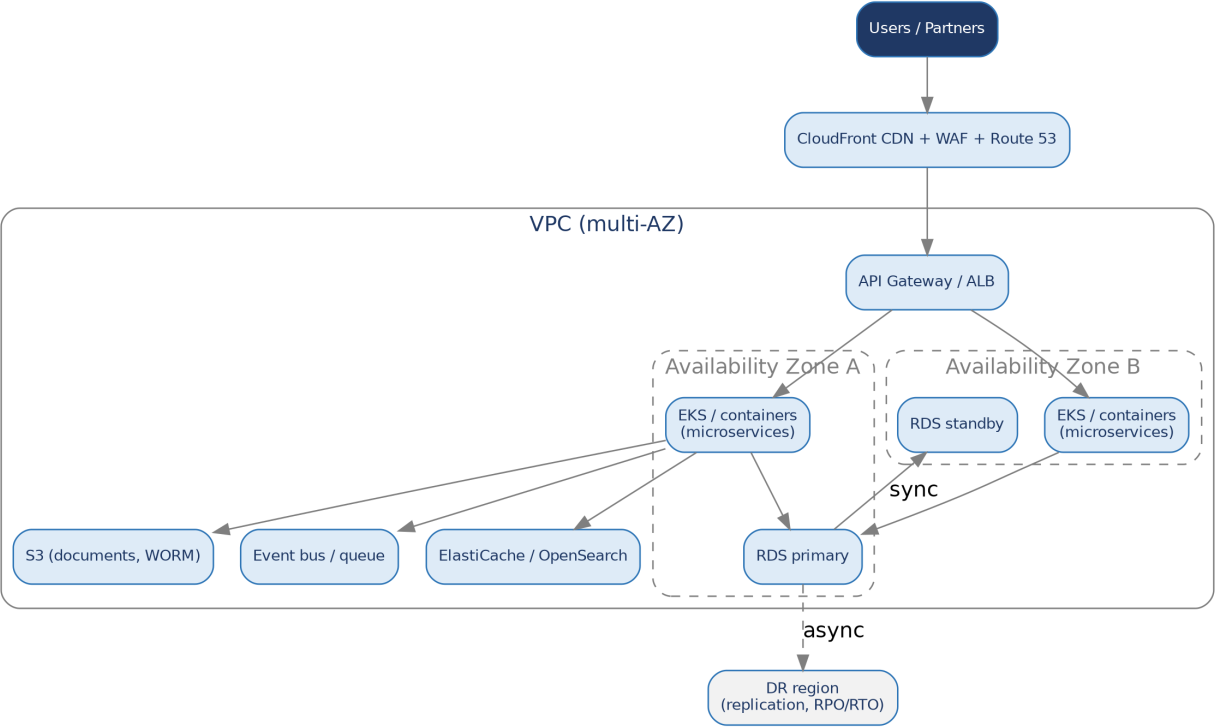 Users / Partners
CloudFront CDN + WAF + Route 53
VPC (multi-AZ)
API Gateway / ALB
Availability Zone A
Availability Zone B
EKS / containers
(microservices)
RDS standby
EKS / containers
(microservices)
sync
S3 (documents, WORM)
Event bus / queue
ElastiCache / OpenSearch
RDS primary
async
DR region
(replication, RPO/RTO)